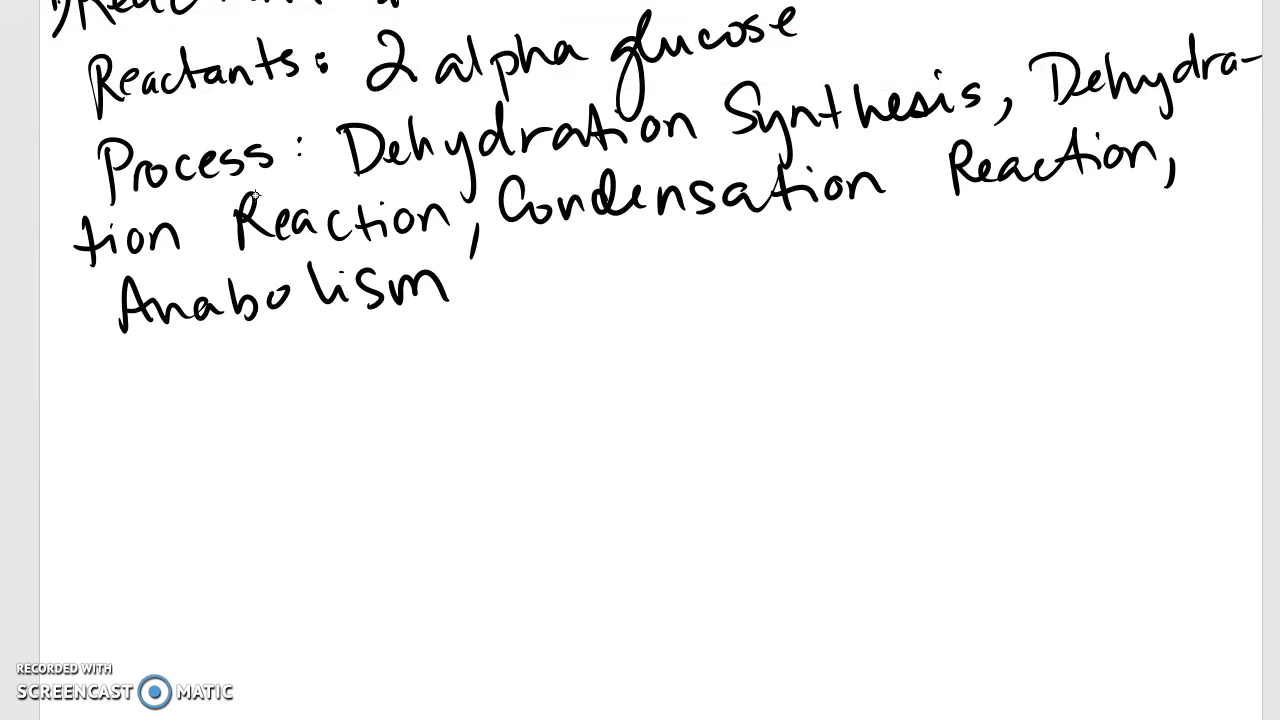 Reactants: 2 alpha glucose
Process: Dehydration Synthesis, Dehydra-
tion Reaction, Condensation Reaction,
Anabolism
RECORDED WITH
SCREENCAST MATIC